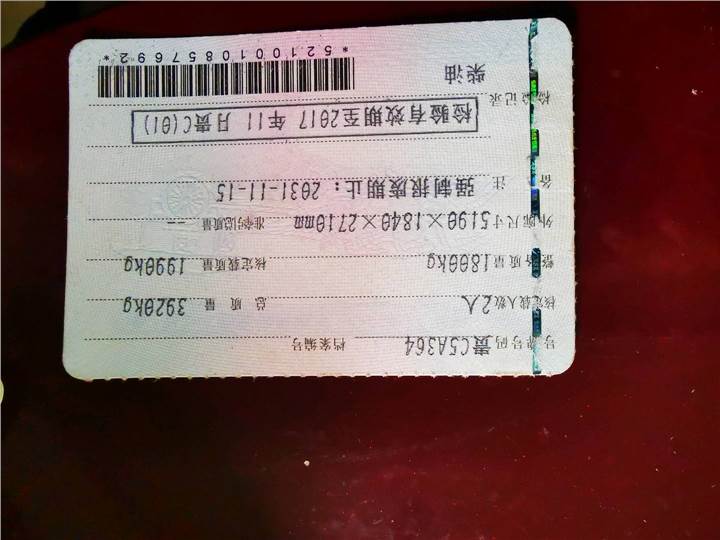 号牌号码 贵C5A364 档案编号
核定载人数 2人 总质量 3920kg
整备质量 1800kg 核定载质量 1990kg
外廓尺寸 5190×1840×2710mm 准牵引总质量 --
备注 强制报废期止：2031-11-15
检验有效期至2017年11月贵C(01)
检验记录
柴油
*5210010857692*